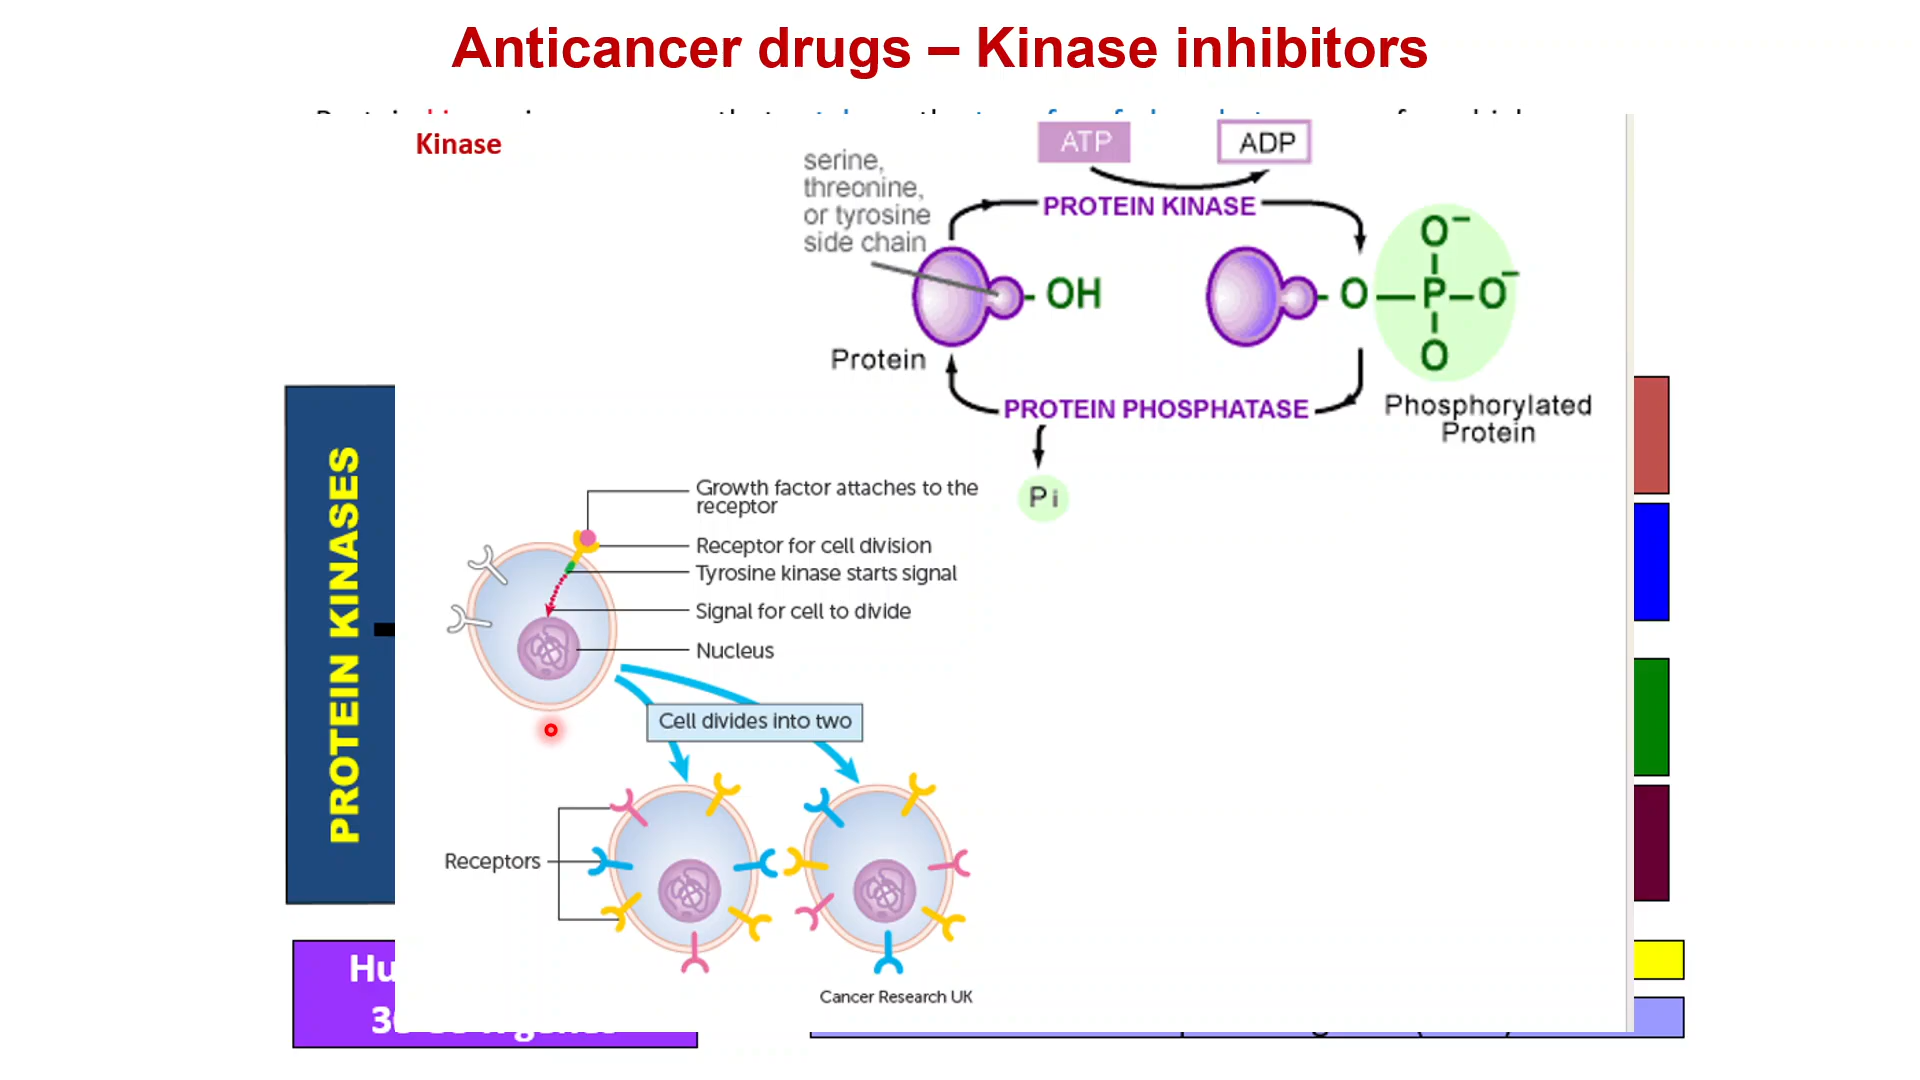 Anticancer drugs – Kinase inhibitors
Kinase
ATP
ADP
serine,
threonine,
or tyrosine
side chain
PROTEIN KINASE
OH
O
O–
P
O–
O
Protein
PROTEIN PHOSPHATASE
Phosphorylated
Protein
Pi
PROTEIN KINASES
Growth factor attaches to the
receptor
Receptor for cell division
Tyrosine kinase starts signal
Signal for cell to divide
Nucleus
Cell divides into two
Receptors
Cancer Research UK
Hu